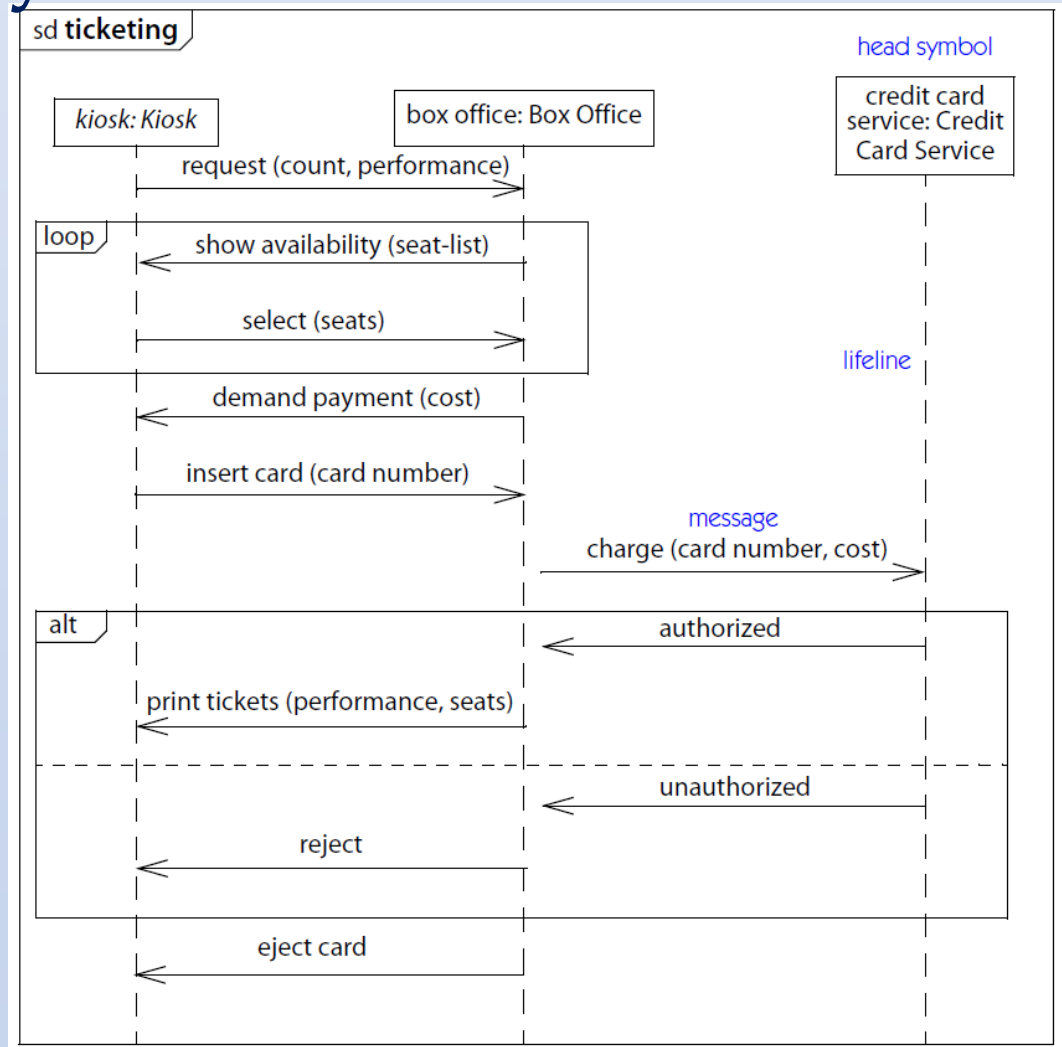 y
sd ticketing
head symbol
kiosk: Kiosk
box office: Box Office
credit card
service: Credit
Card Service
request (count, performance)
loop
show availability (seat-list)
select (seats)
lifeline
demand payment (cost)
insert card (card number)
message
charge (card number, cost)
alt
authorized
print tickets (performance, seats)
unauthorized
reject
eject card